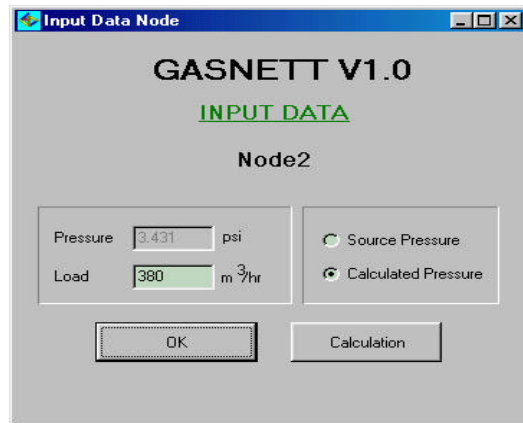 Input Data Node
GASNETT V1.0
INPUT DATA
Node2
Pressure 3.431 psi
Load 380 m 3/hr
Source Pressure
Calculated Pressure
OK
Calculation